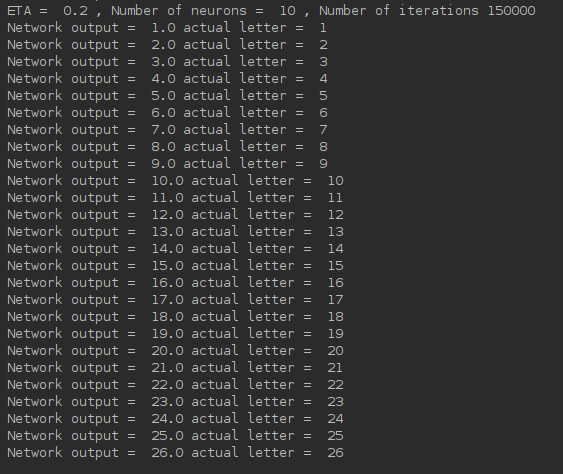 ETA =  0.2 , Number of neurons =  10 , Number of iterations 150000
Network output =  1.0 actual letter =  1
Network output =  2.0 actual letter =  2
Network output =  3.0 actual letter =  3
Network output =  4.0 actual letter =  4
Network output =  5.0 actual letter =  5
Network output =  6.0 actual letter =  6
Network output =  7.0 actual letter =  7
Network output =  8.0 actual letter =  8
Network output =  9.0 actual letter =  9
Network output =  10.0 actual letter =  10
Network output =  11.0 actual letter =  11
Network output =  12.0 actual letter =  12
Network output =  13.0 actual letter =  13
Network output =  14.0 actual letter =  14
Network output =  15.0 actual letter =  15
Network output =  16.0 actual letter =  16
Network output =  17.0 actual letter =  17
Network output =  18.0 actual letter =  18
Network output =  19.0 actual letter =  19
Network output =  20.0 actual letter =  20
Network output =  21.0 actual letter =  21
Network output =  22.0 actual letter =  22
Network output =  23.0 actual letter =  23
Network output =  24.0 actual letter =  24
Network output =  25.0 actual letter =  25
Network output =  26.0 actual letter =  26